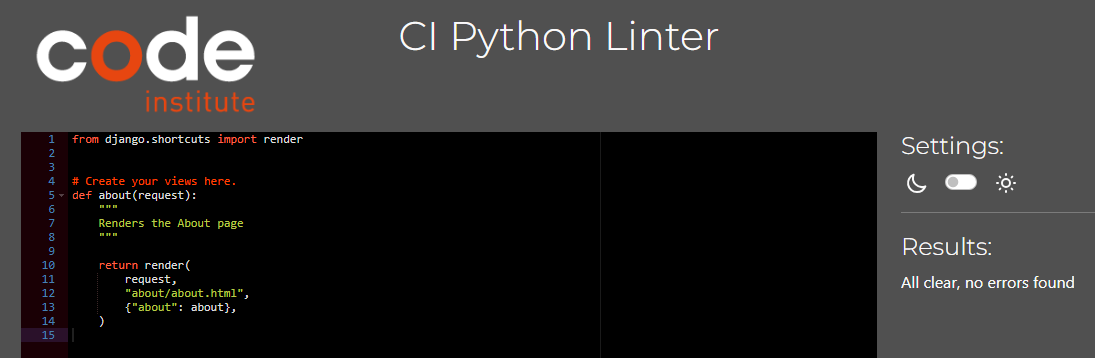 code
institute
CI Python Linter
1 from django.shortcuts import render
2
3
4 # Create your views here.
5 def about(request):
6     """
7     Renders the About page
8     """
9
10     return render(
11         request,
12         "about/about.html",
13         {"about": about},
14     )
15
Settings:
Results:
All clear, no errors found